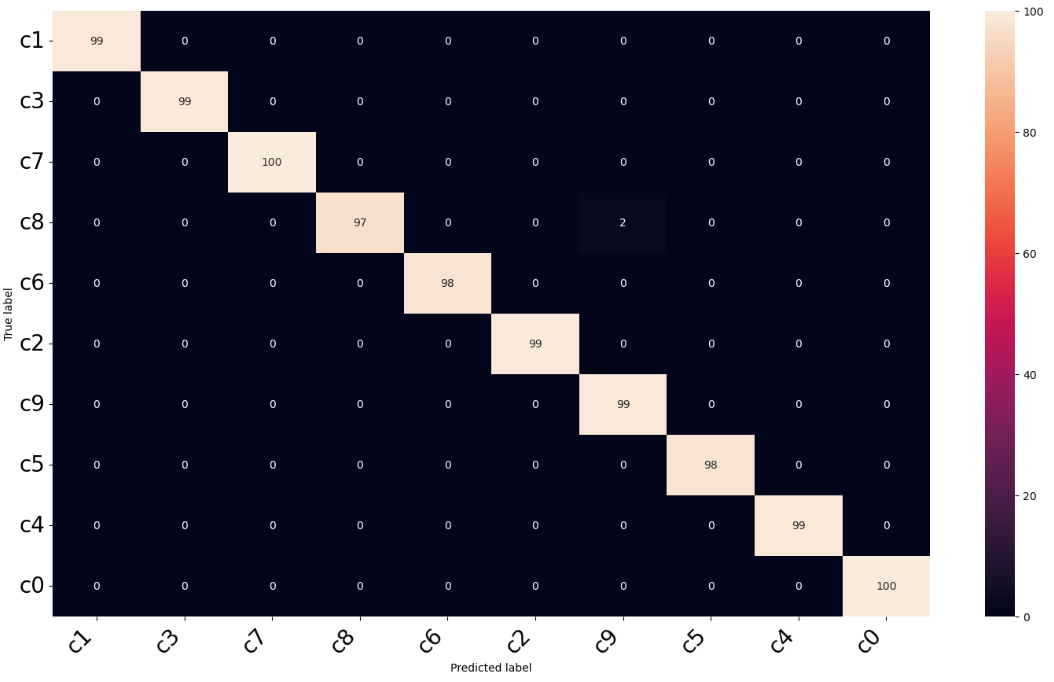 c1 99 0 0 0 0 0 0 0 0 0
c3 0 99 0 0 0 0 0 0 0 0
c7 0 0 100 0 0 0 0 0 0 0
c8 0 0 0 97 0 0 2 0 0 0
c6 0 0 0 0 98 0 0 0 0 0
c2 0 0 0 0 0 99 0 0 0 0
c9 0 0 0 0 0 0 99 0 0 0
c5 0 0 0 0 0 0 0 98 0 0
c4 0 0 0 0 0 0 0 0 99 0
c0 0 0 0 0 0 0 0 0 0 100
c1 c3 c7 c8 c6 c2 c9 c5 c4 c0
Predicted label
True label
100
80
60
40
20
0